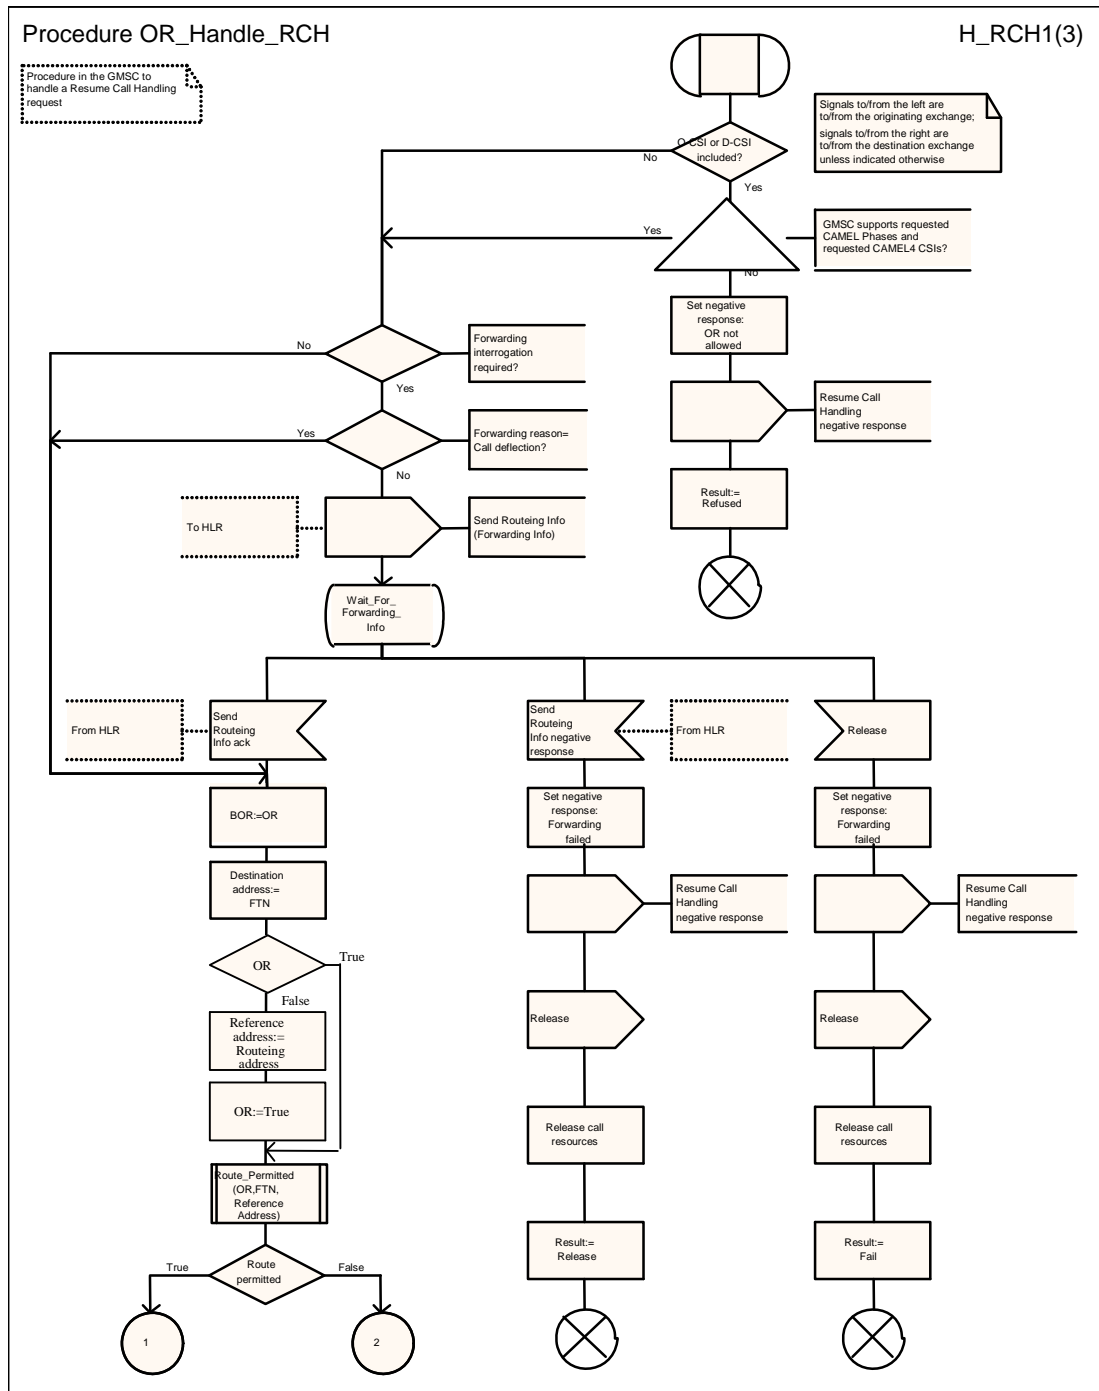 Procedure OR_Handle_RCH
H_RCH1(3)
Procedure in the GMSC to
handle a Resume Call Handling
request
Signals to/from the left are
to/from the originating exchange;
signals to/from the right are
to/from the destination exchange
unless indicated otherwise
O-CSI or D-CSI
included?
No
Yes
Yes
GMSC supports requested
CAMEL Phases and
requested CAMEL4 CSIs?
No
Set negative
response:
OR not
allowed
No
Forwarding
interrogation
required?
Yes
Resume Call
Handling
negative response
Yes
Forwarding reason=
Call deflection?
No
Result:=
Refused
To HLR
Send Routeing Info
(Forwarding Info)
Wait_For_
Forwarding_
Info
From HLR
Send
Routeing
Info ack
Send
Routeing
Info negative
response
From HLR
Release
BOR:=OR
Set negative
response:
Forwarding
failed
Set negative
response:
Forwarding
failed
Destination
address:=
FTN
Resume Call
Handling
negative response
Resume Call
Handling
negative response
OR
True
False
Reference
address:=
Routeing
address
Release
Release
OR:=True
Release call
resources
Release call
resources
Route_Permitted
(OR,FTN,
Reference
Address)
Result:=
Release
Result:=
Fail
True
Route
permitted
False
1
2